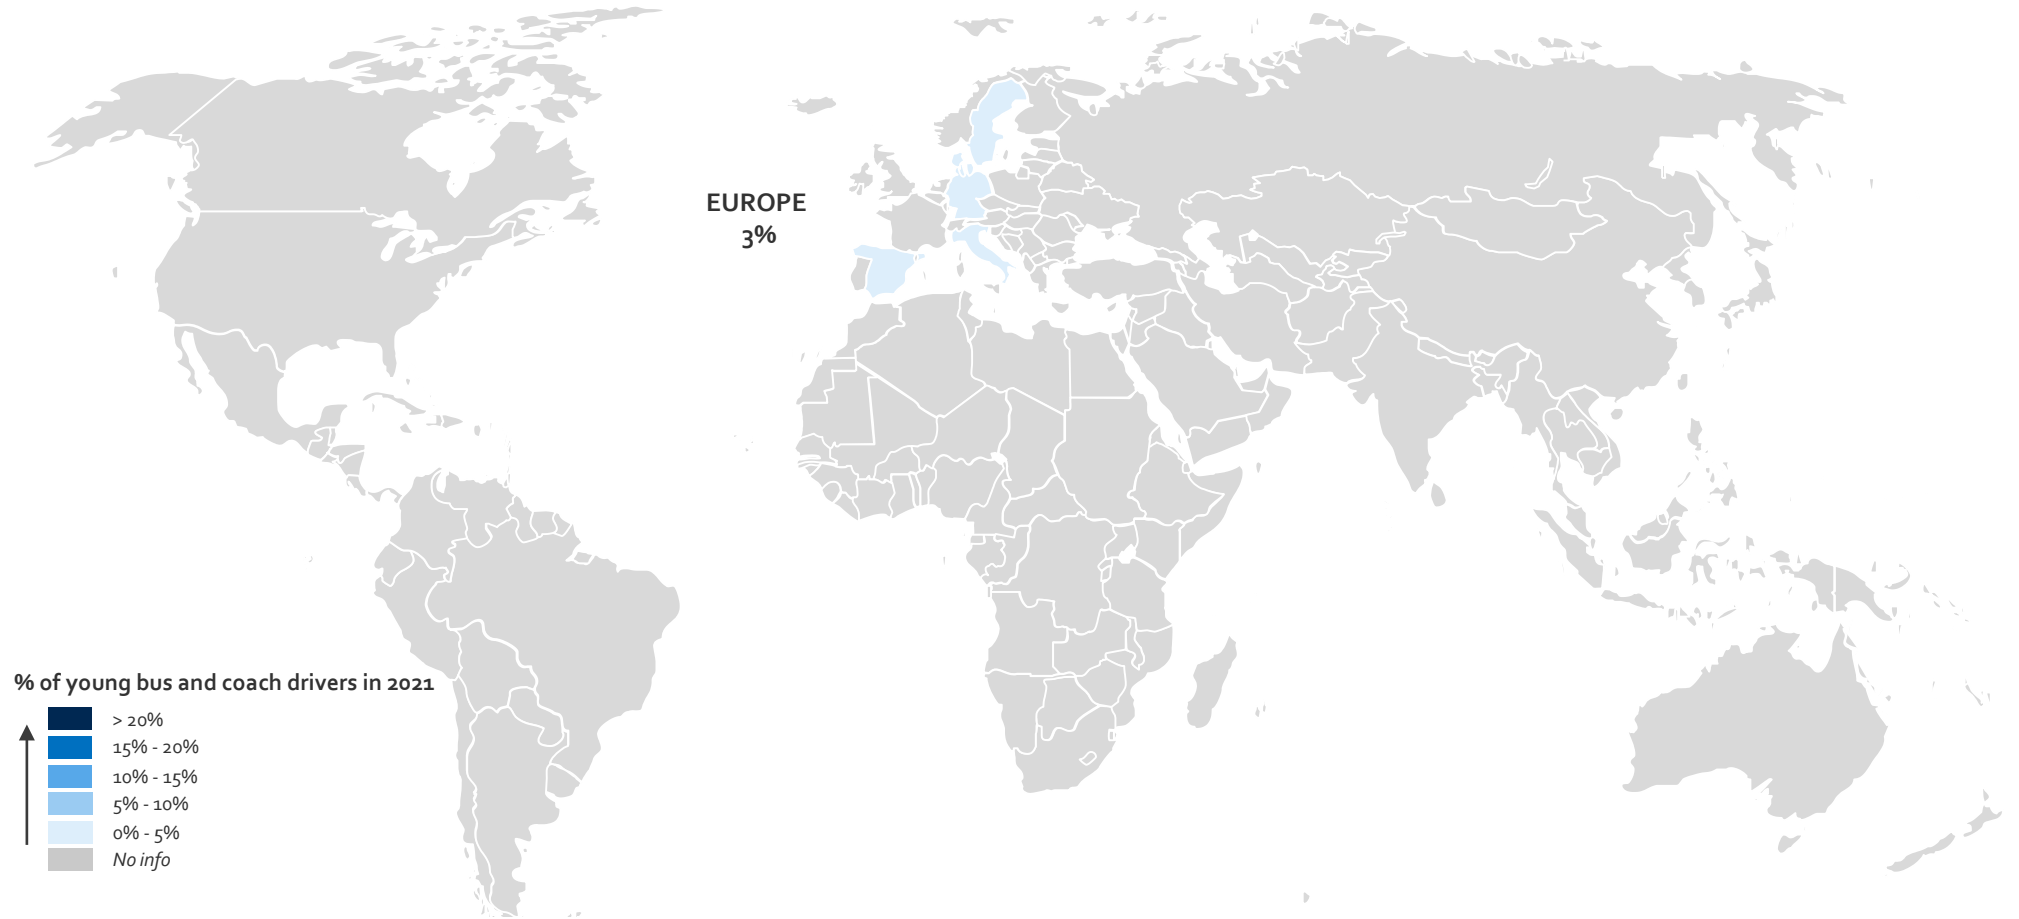 EUROPE
3%
% of young bus and coach drivers in 2021
> 20%
15% - 20%
10% - 15%
5% - 10%
0% - 5%
No info